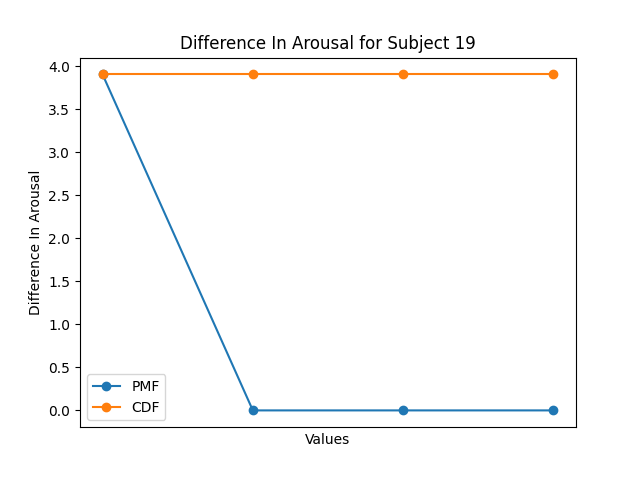 Difference In Arousal for Subject 19
4.0
3.5
3.0
2.5
2.0
1.5
1.0
0.5
0.0
Difference In Arousal
PMF
CDF
Values